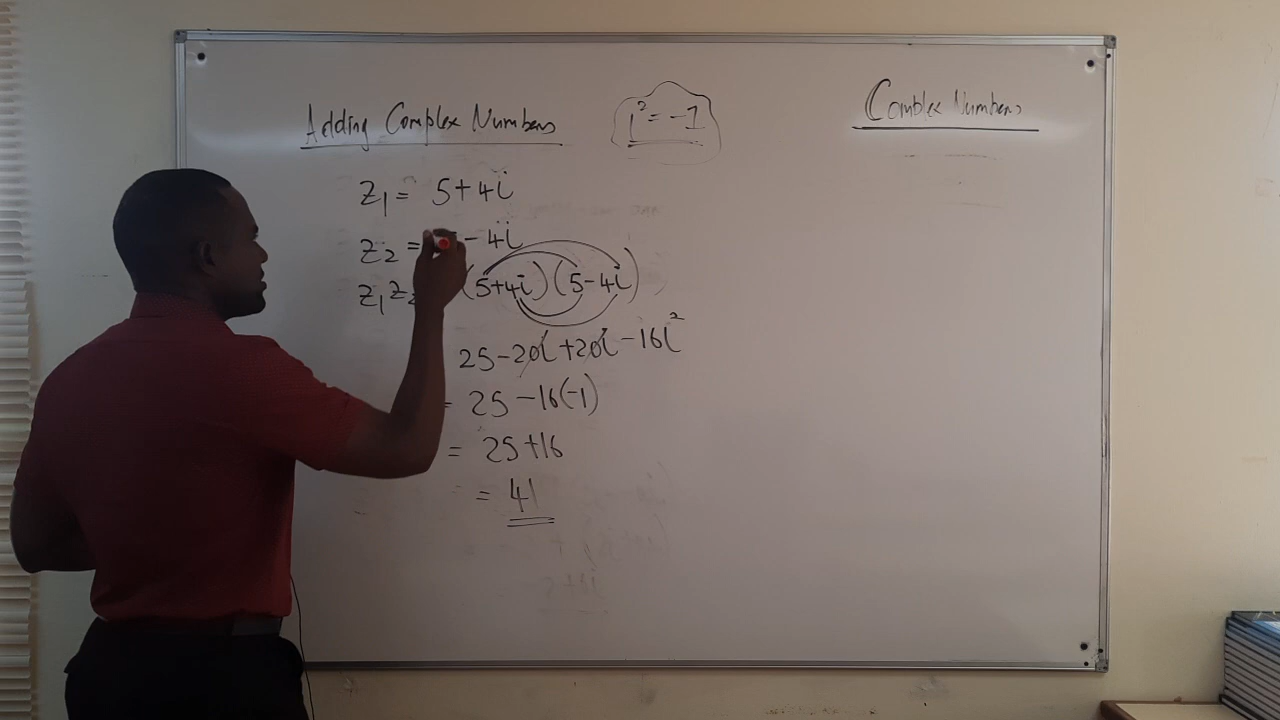 Adding Complex Numbers
i² = -1
Complex Numbers
Z₁ = 5+4i
Z₂ = - 4i
Z₁Z₂ (5+4i)(5-4i)
25-20i+20i-16i²
= 25-16(-1)
= 25+16
= 41